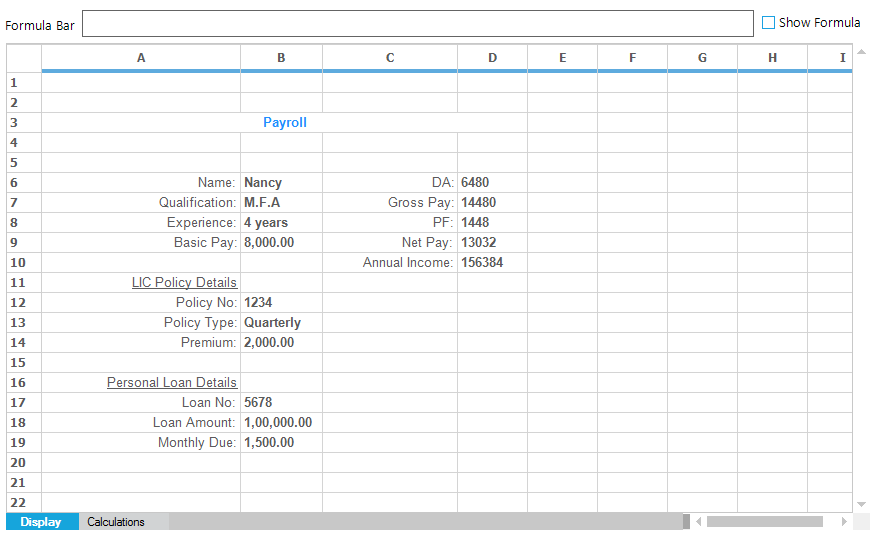 Formula Bar Show Formula
A B C D E F G H I
1
2
3 Payroll
4
5
6 Name: Nancy DA: 6480
7 Qualification: M.F.A Gross Pay: 14480
8 Experience: 4 years PF: 1448
9 Basic Pay: 8,000.00 Net Pay: 13032
10 Annual Income: 156384
11 LIC Policy Details
12 Policy No: 1234
13 Policy Type: Quarterly
14 Premium: 2,000.00
15
16 Personal Loan Details
17 Loan No: 5678
18 Loan Amount: 1,00,000.00
19 Monthly Due: 1,500.00
20
21
22
Display Calculations